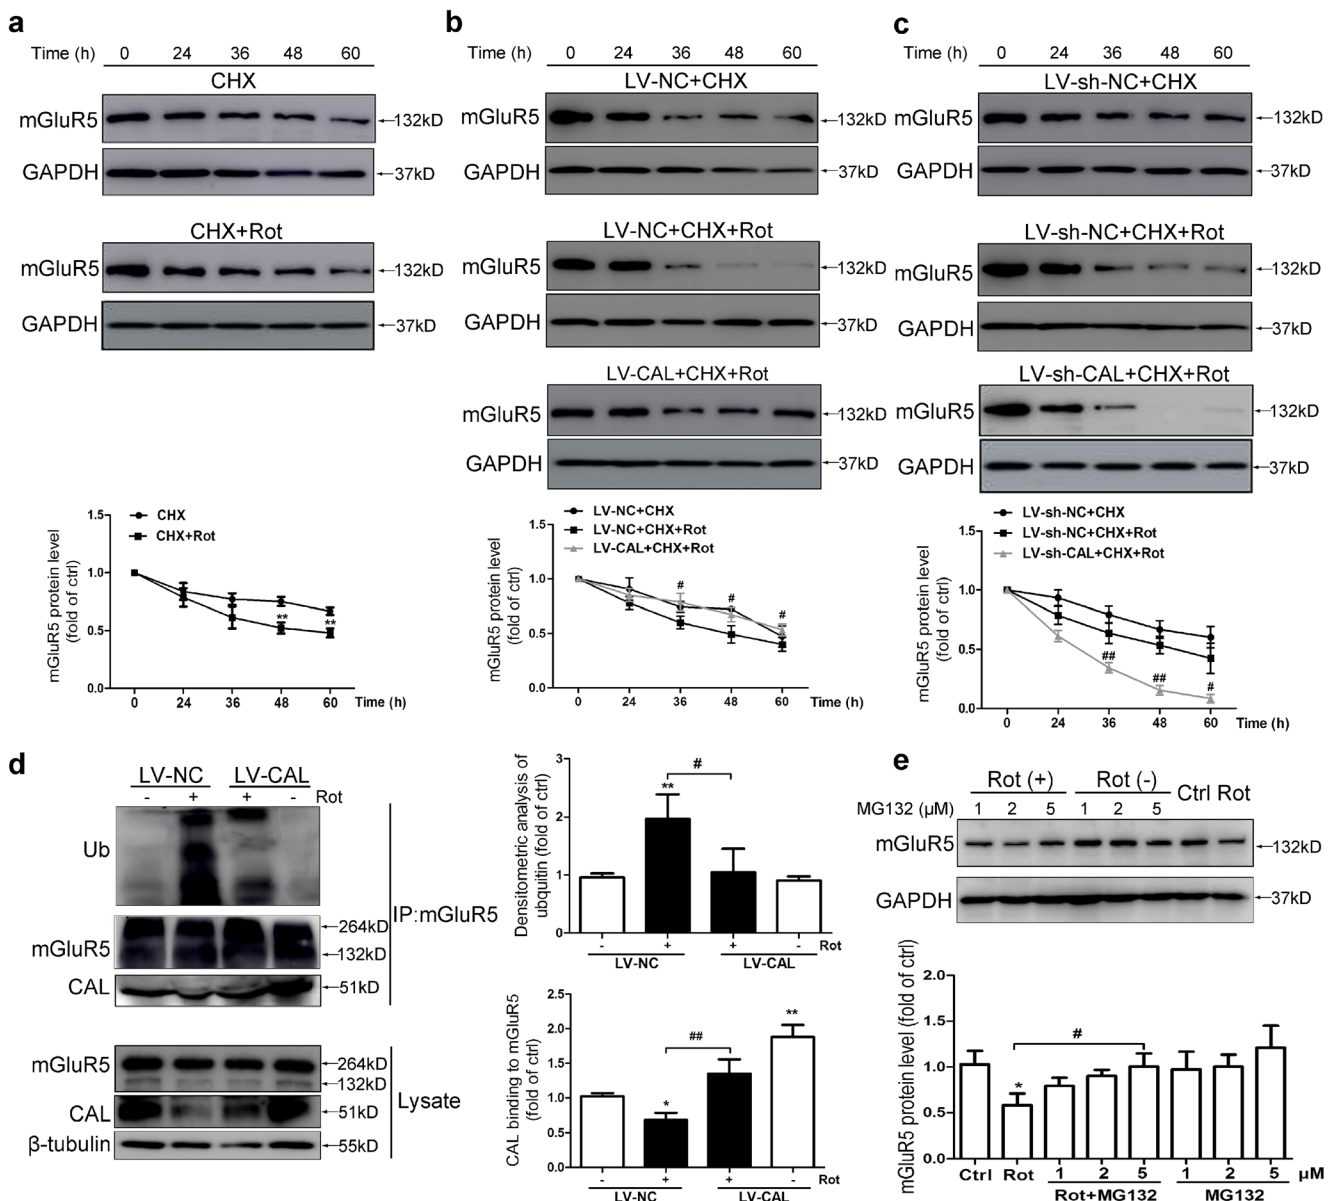 a
Time (h) 0 24 36 48 60
CHX
mGluR5 ←132kD
GAPDH ←37kD
CHX+Rot
mGluR5 ←132kD
GAPDH ←37kD
1.5
1.0
0.5
0.0
mGluR5 protein level
(fold of ctrl)
CHX
CHX+Rot
** **
0 24 36 48 60 Time (h)
b
Time (h) 0 24 36 48 60
LV-NC+CHX
mGluR5 ←132kD
GAPDH ←37kD
LV-NC+CHX+Rot
mGluR5 ←132kD
GAPDH ←37kD
LV-CAL+CHX+Rot
mGluR5 ←132kD
GAPDH ←37kD
LV-NC+CHX
LV-NC+CHX+Rot
LV-CAL+CHX+Rot
1.5
1.0
0.5
0.0
mGluR5 protein level
(fold of ctrl)
# # #
0 24 36 48 60 Time (h)
c
Time (h) 0 24 36 48 60
LV-sh-NC+CHX
mGluR5 ←132kD
GAPDH ←37kD
LV-sh-NC+CHX+Rot
mGluR5 ←132kD
GAPDH ←37kD
LV-sh-CAL+CHX+Rot
mGluR5 ←132kD
GAPDH ←37kD
LV-sh-NC+CHX
LV-sh-NC+CHX+Rot
LV-sh-CAL+CHX+Rot
1.5
1.0
0.5
0.0
mGluR5 protein level
(fold of ctrl)
## ## #
0 24 36 48 60 Time (h)
d
LV-NC LV-CAL
- + + - Rot
Ub
mGluR5 ←264kD
←132kD
CAL ←51kD
IP:mGluR5
mGluR5 ←264kD
←132kD
CAL ←51kD
β-tubulin ←55kD
Lysate
Densitometric analysis of
ubquitin (fold of ctrl)
3
2
1
0
** #
- + + - Rot
LV-NC LV-CAL
CAL binding to mGluR5
(fold of ctrl)
2.5
2.0
1.5
1.0
0.5
0.0
* ## **
- + + - Rot
LV-NC LV-CAL
e
Rot (+) Rot (-) Ctrl Rot
MG132 (μM) 1 2 5 1 2 5
mGluR5 ←132kD
GAPDH ←37kD
mGluR5 protein level (fold of ctrl)
2.0
1.5
1.0
0.5
0.0
* #
Ctrl Rot 1 2 5 1 2 5 μM
Rot+MG132 MG132